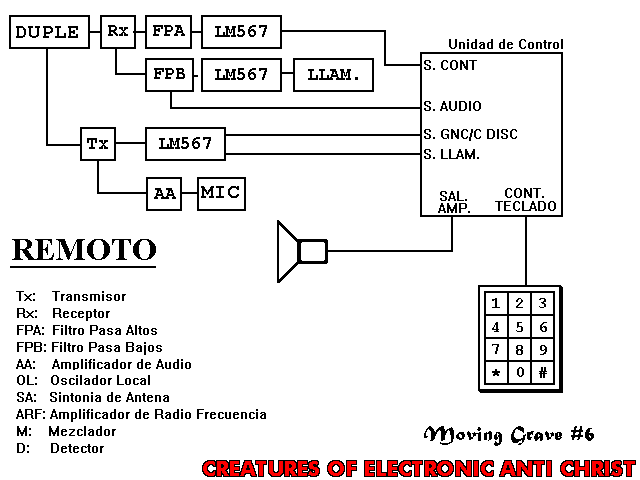 DUPLE
Rx
FPA
LM567
Unidad de Control
S. CONT
FPB
LM567
LLAM.
S. AUDIO
S. GNC/C DISC
Tx
LM567
S. LLAM.
AA
MIC
SAL.
AMP.
CONT.
TECLADO
REMOTO
Tx: Transmisor
Rx: Receptor
FPA: Filtro Pasa Altos
FPB: Filtro Pasa Bajos
AA: Amplificador de Audio
OL: Oscilador Local
SA: Sintonia de Antena
ARF: Amplificador de Radio Frecuencia
M: Mezclador
D: Detector
1 2 3
4 5 6
7 8 9
* 0 #
Moving Grave #6
CREATURES OF ELECTRONIC ANTI CHRIST